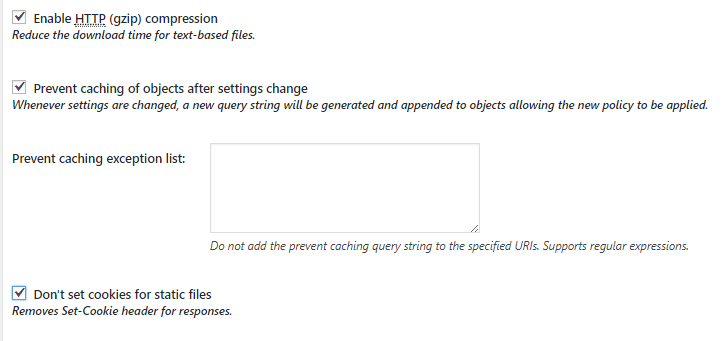 Enable HTTP (gzip) compression
Reduce the download time for text-based files.
Prevent caching of objects after settings change
Whenever settings are changed, a new query string will be generated and appended to objects allowing the new policy to be applied.
Prevent caching exception list:
Do not add the prevent caching query string to the specified URIs. Supports regular expressions.
Don't set cookies for static files
Removes Set-Cookie header for responses.